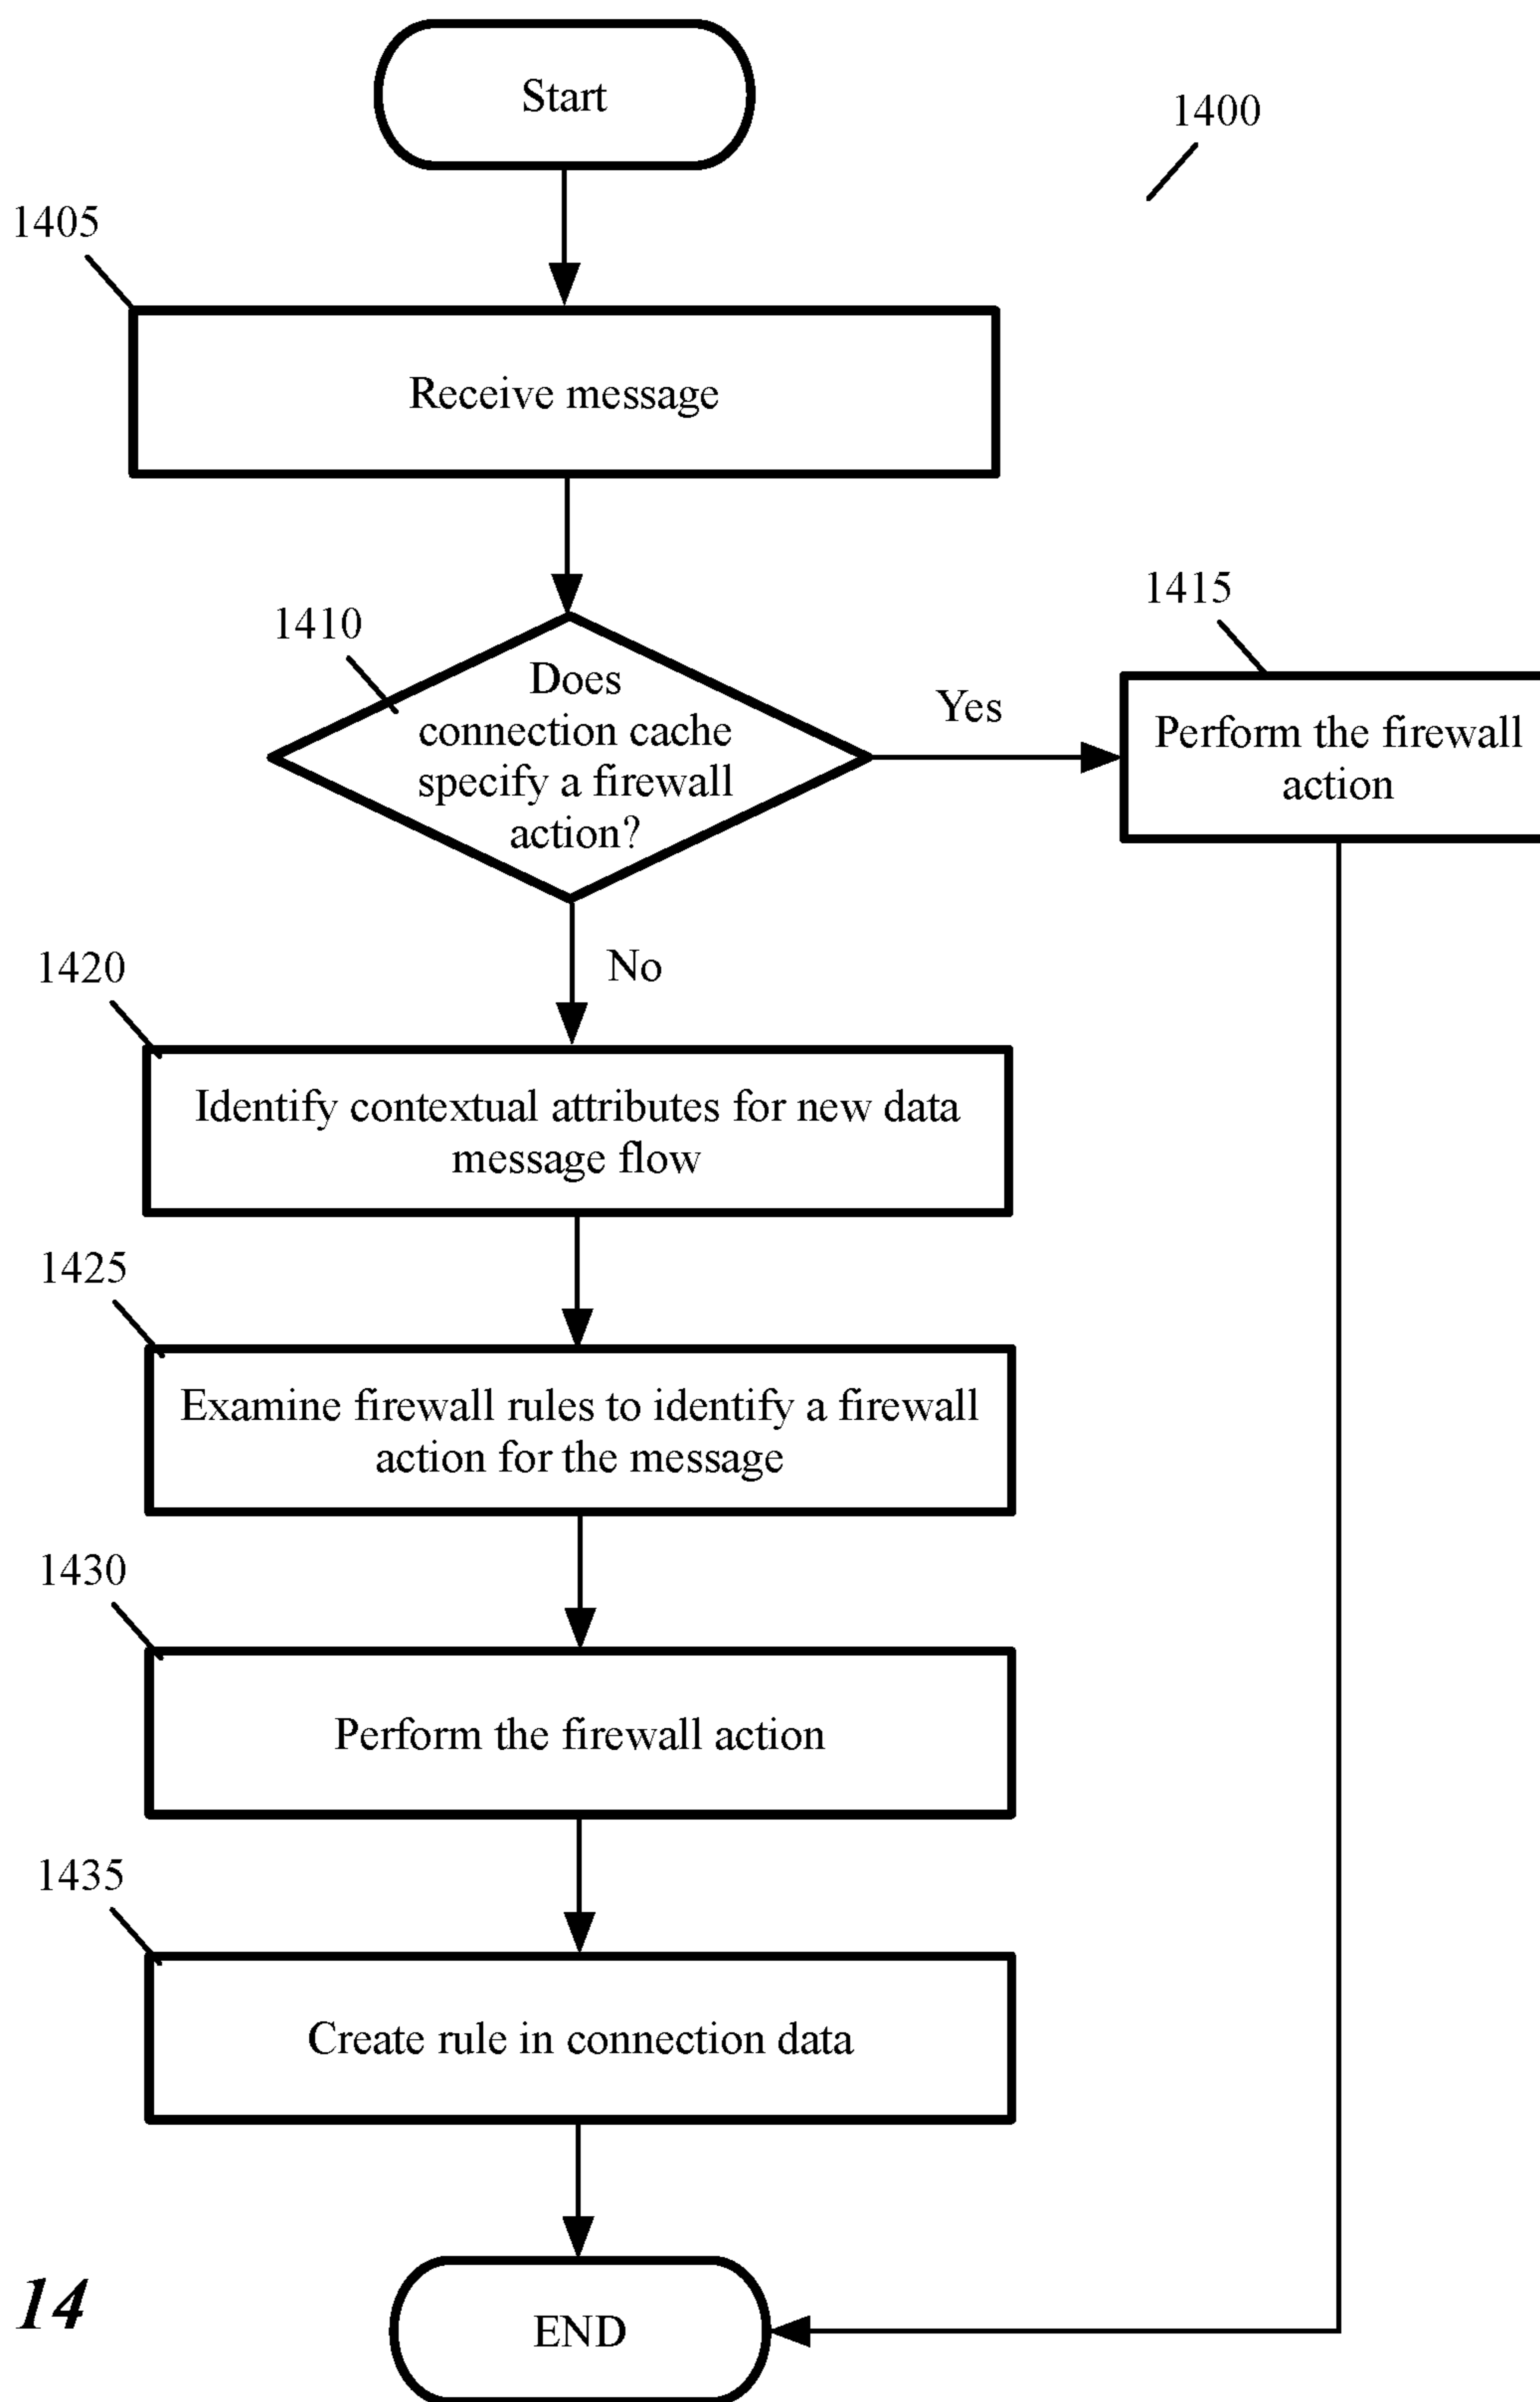 Start
1400
1405
Receive message
1410
Does
connection cache
specify a firewall
action?
Yes
1415
Perform the firewall
action
No
1420
Identify contextual attributes for new data
message flow
1425
Examine firewall rules to identify a firewall
action for the message
1430
Perform the firewall action
1435
Create rule in connection data
14
END